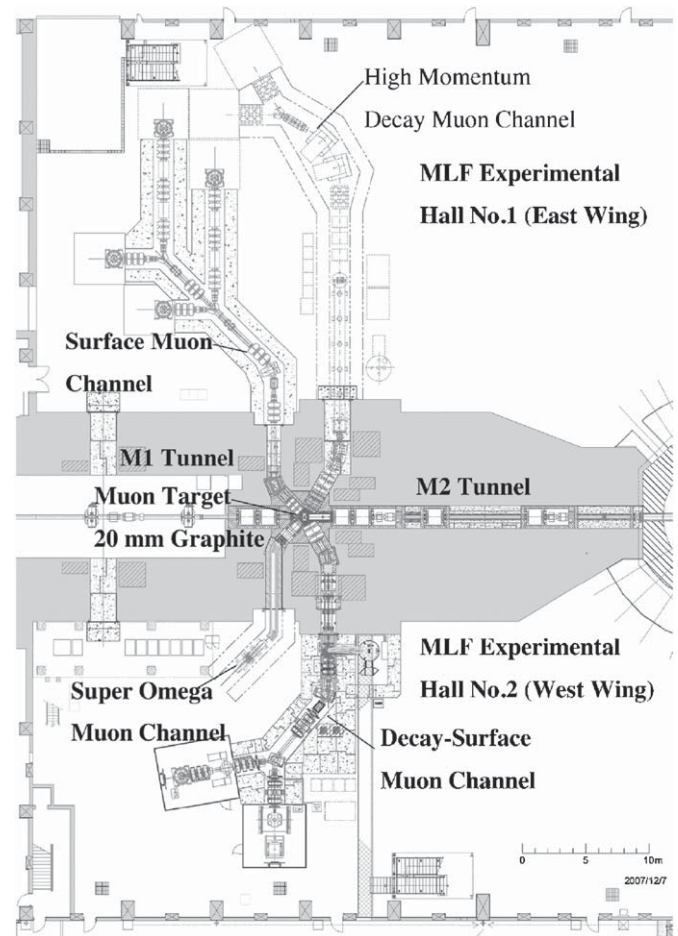 High Momentum
Decay Muon Channel
MLF Experimental
Hall No.1 (East Wing)
Surface Muon
Channel
M1 Tunnel
Muon Target
M2 Tunnel
20 mm Graphite
MLF Experimental
Hall No.2 (West Wing)
Super Omega
Muon Channel
Decay-Surface
Muon Channel
0 5 10m
2007/12/7